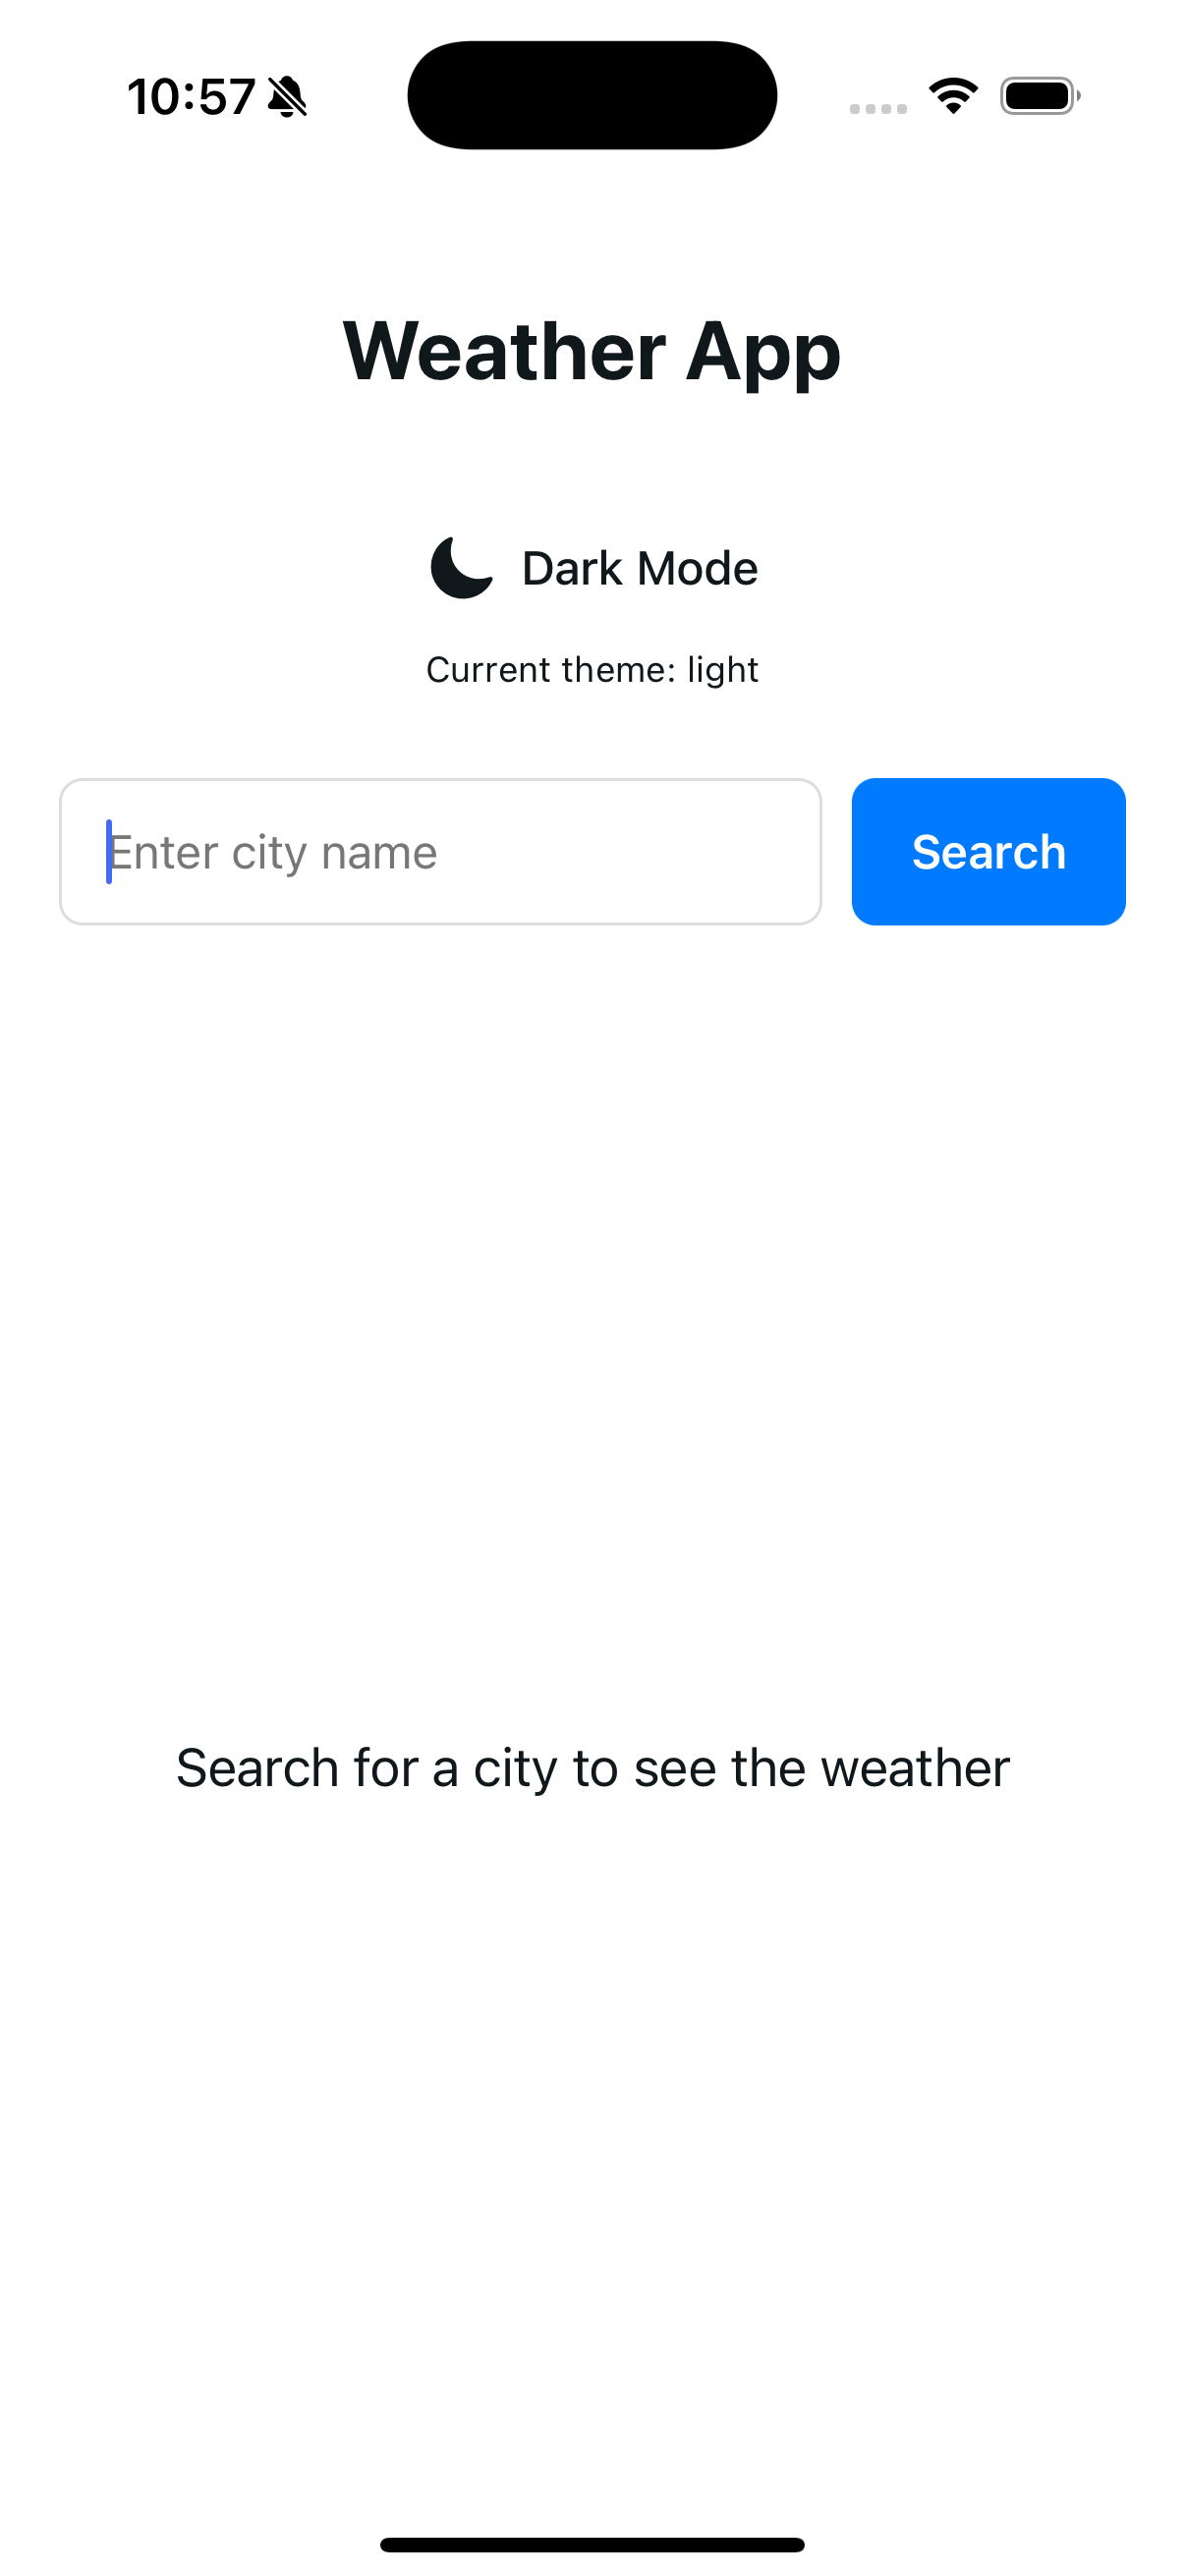 10:57
Weather App
Dark Mode
Current theme: light
Enter city name
Search
Search for a city to see the weather